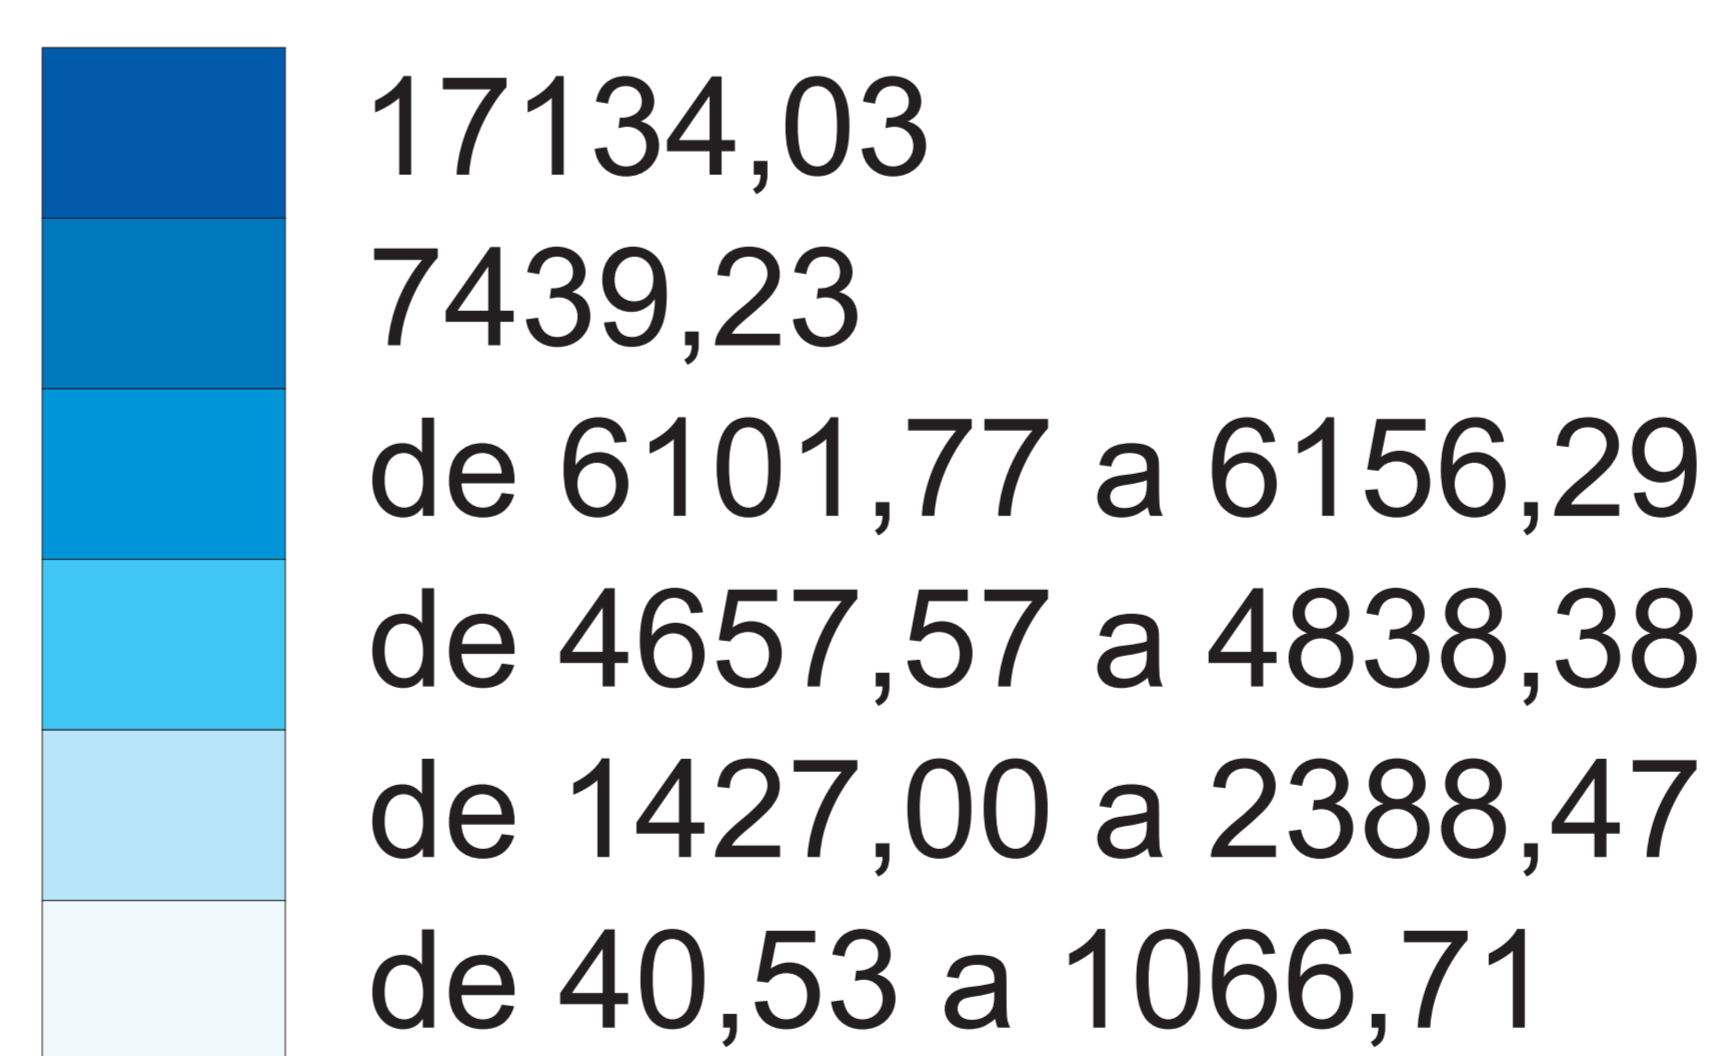 17134,03
7439,23
de 6101,77 a 6156,29
de 4657,57 a 4838,38
de 1427,00 a 2388,47
de 40,53 a 1066,71